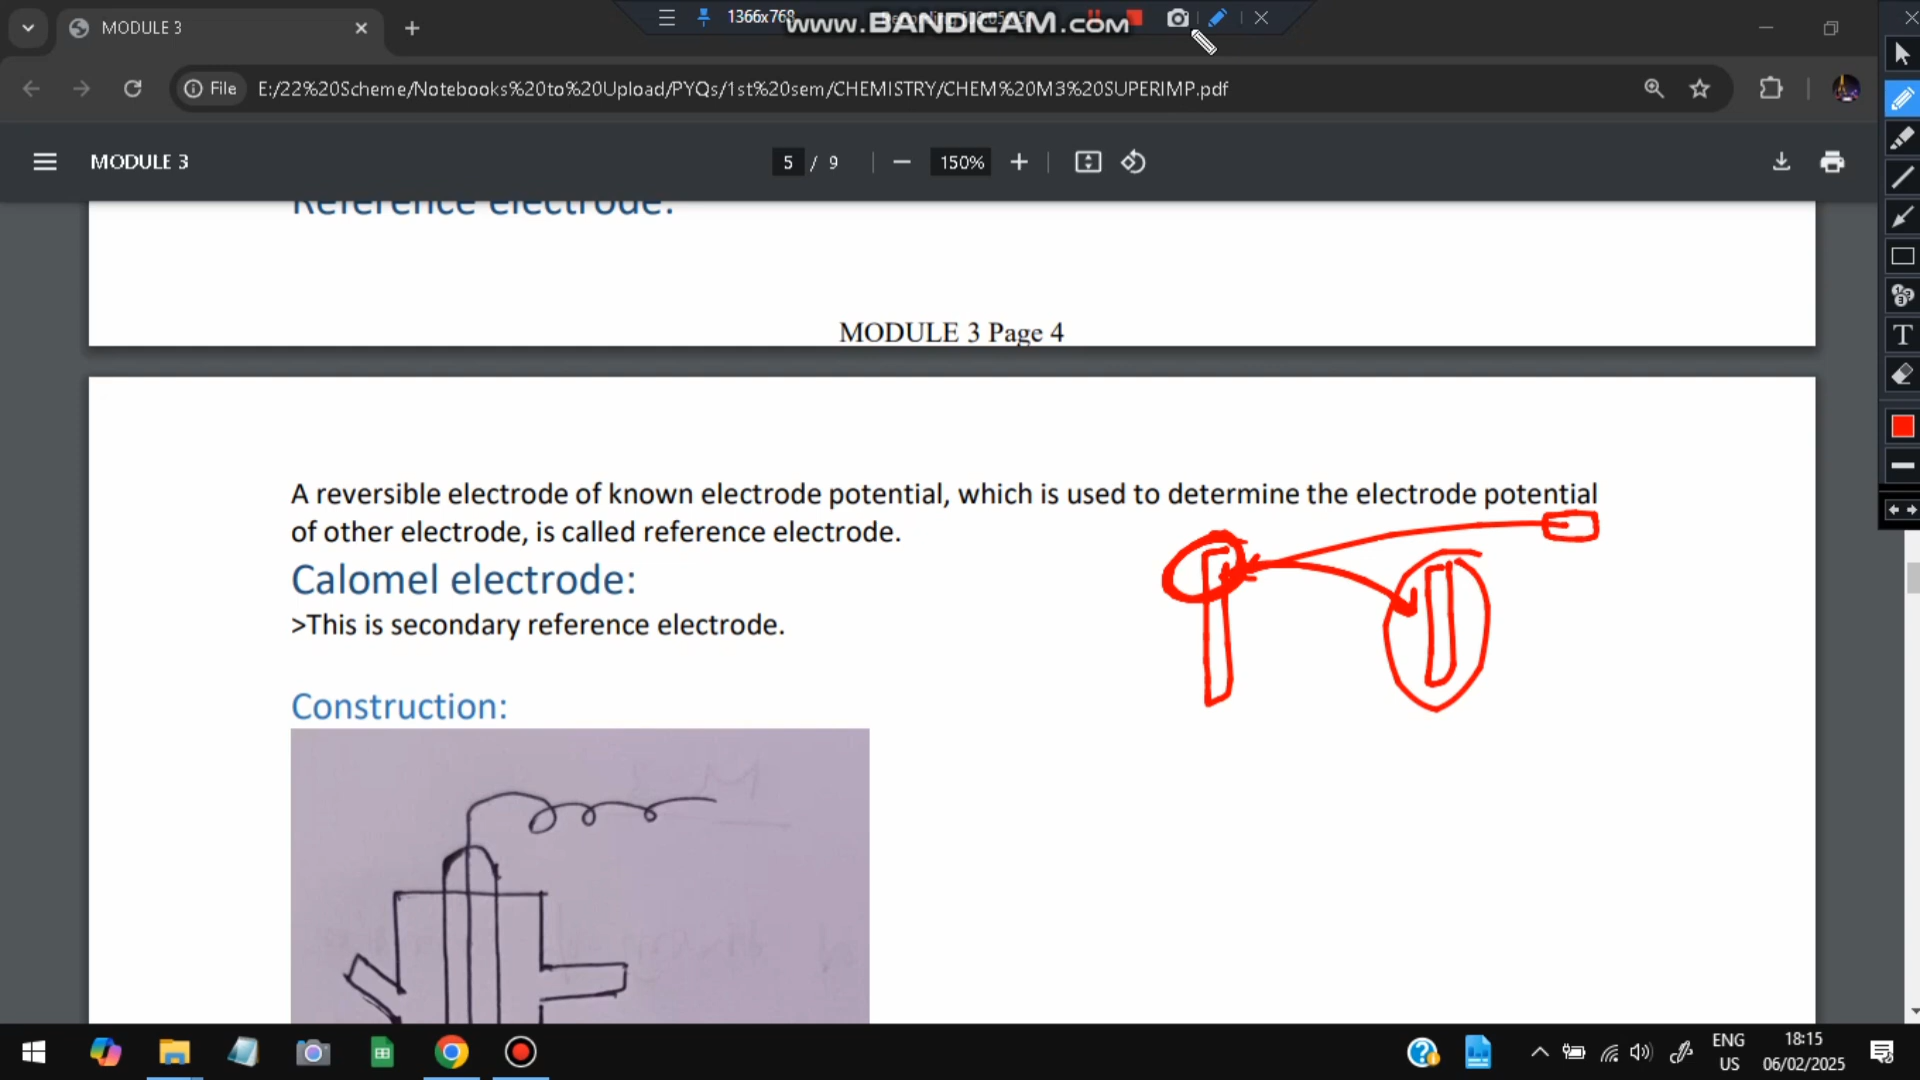 MODULE 3
1366x768
www.BANDICAM.com
File
E:/22%20Scheme/Notebooks%20to%20Upload/PYQs/1st%20sem/CHEMISTRY/CHEM%20M3%20SUPERIMP.pdf
MODULE 3
5 / 9
150%
Reference electrode:
MODULE 3 Page 4
A reversible electrode of known electrode potential, which is used to determine the electrode potential
of other electrode, is called reference electrode.
Calomel electrode:
>This is secondary reference electrode.
Construction:
ENG
US
18:15
06/02/2025